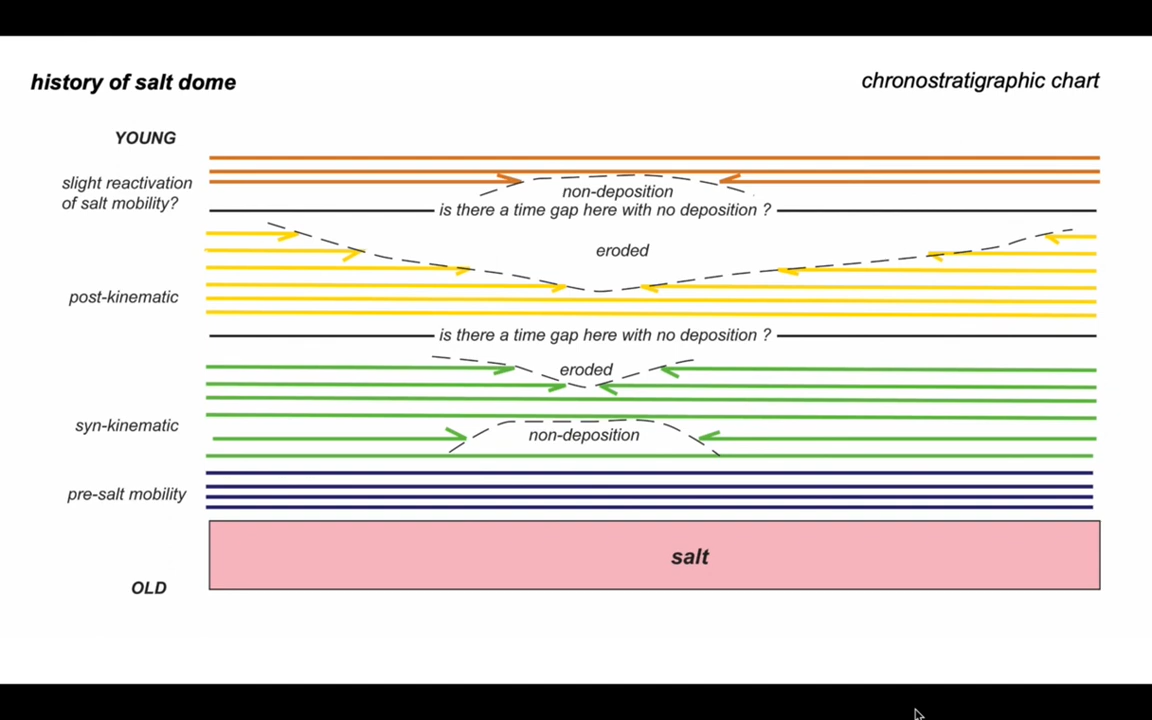 history of salt dome
chronostratigraphic chart
YOUNG
slight reactivation
of salt mobility?
non-deposition
is there a time gap here with no deposition ?
eroded
post-kinematic
is there a time gap here with no deposition ?
eroded
syn-kinematic
non-deposition
pre-salt mobility
salt
OLD